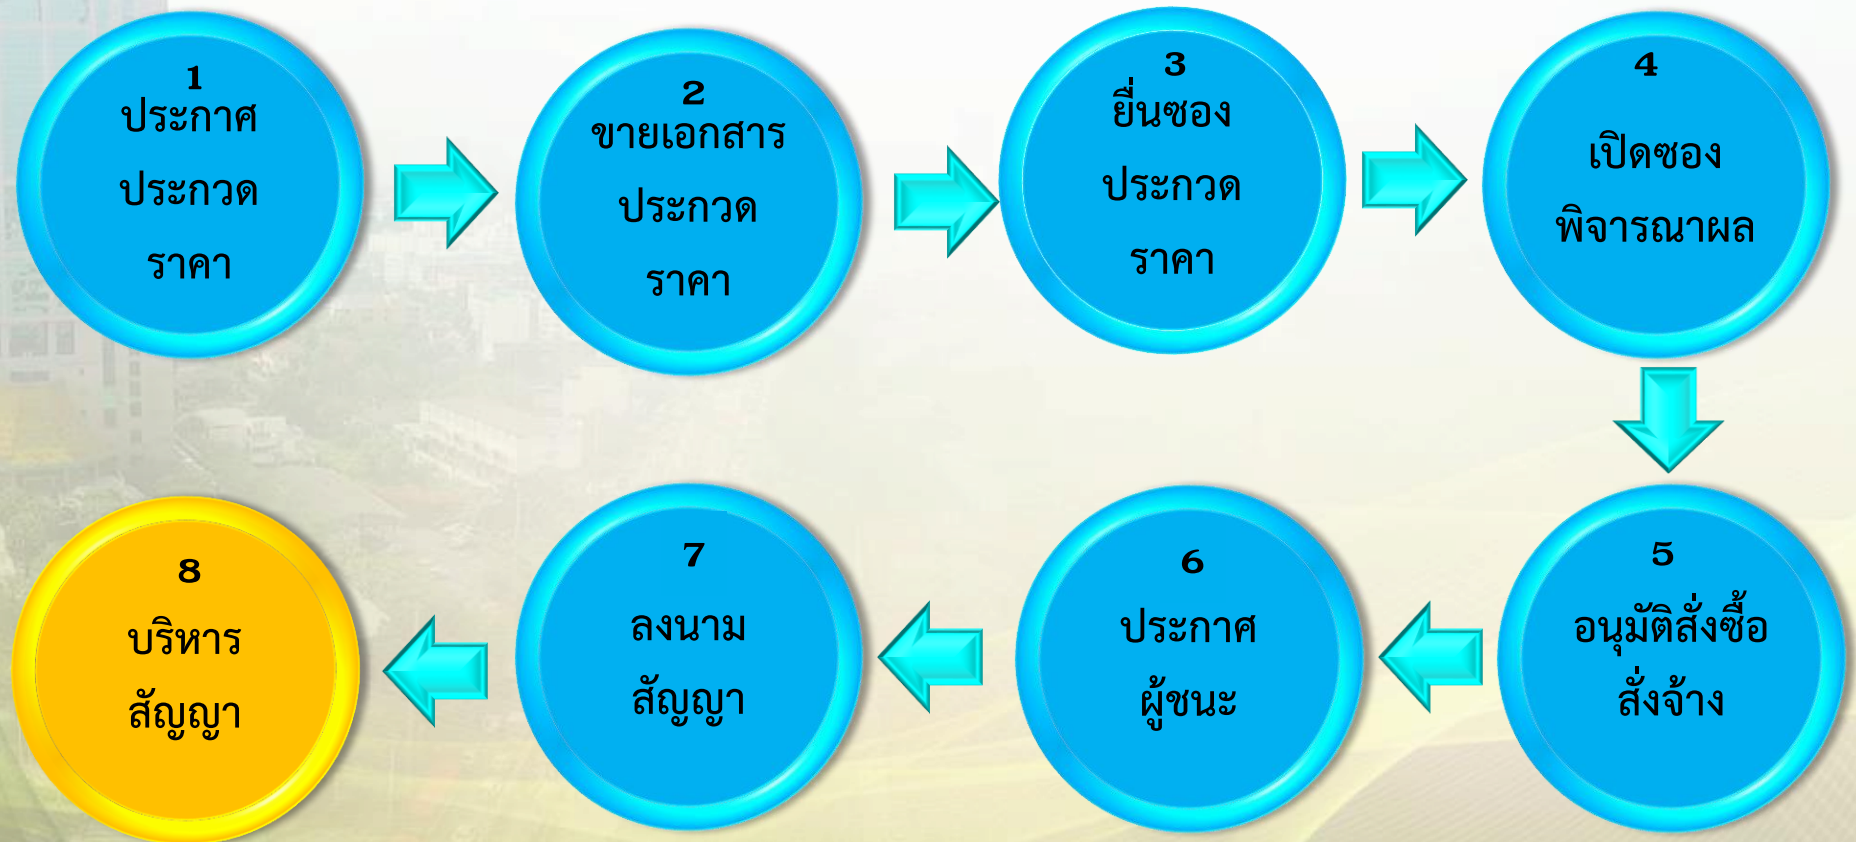 1
ประกาศ
ประกวด
ราคา
2
ขายเอกสาร
ประกวด
ราคา
3
ยื่นซอง
ประกวด
ราคา
4
เปิดซอง
พิจารณาผล
5
อนุมัติสั่งซื้อ
สั่งจ้าง
6
ประกาศ
ผู้ชนะ
7
ลงนาม
สัญญา
8
บริหาร
สัญญา